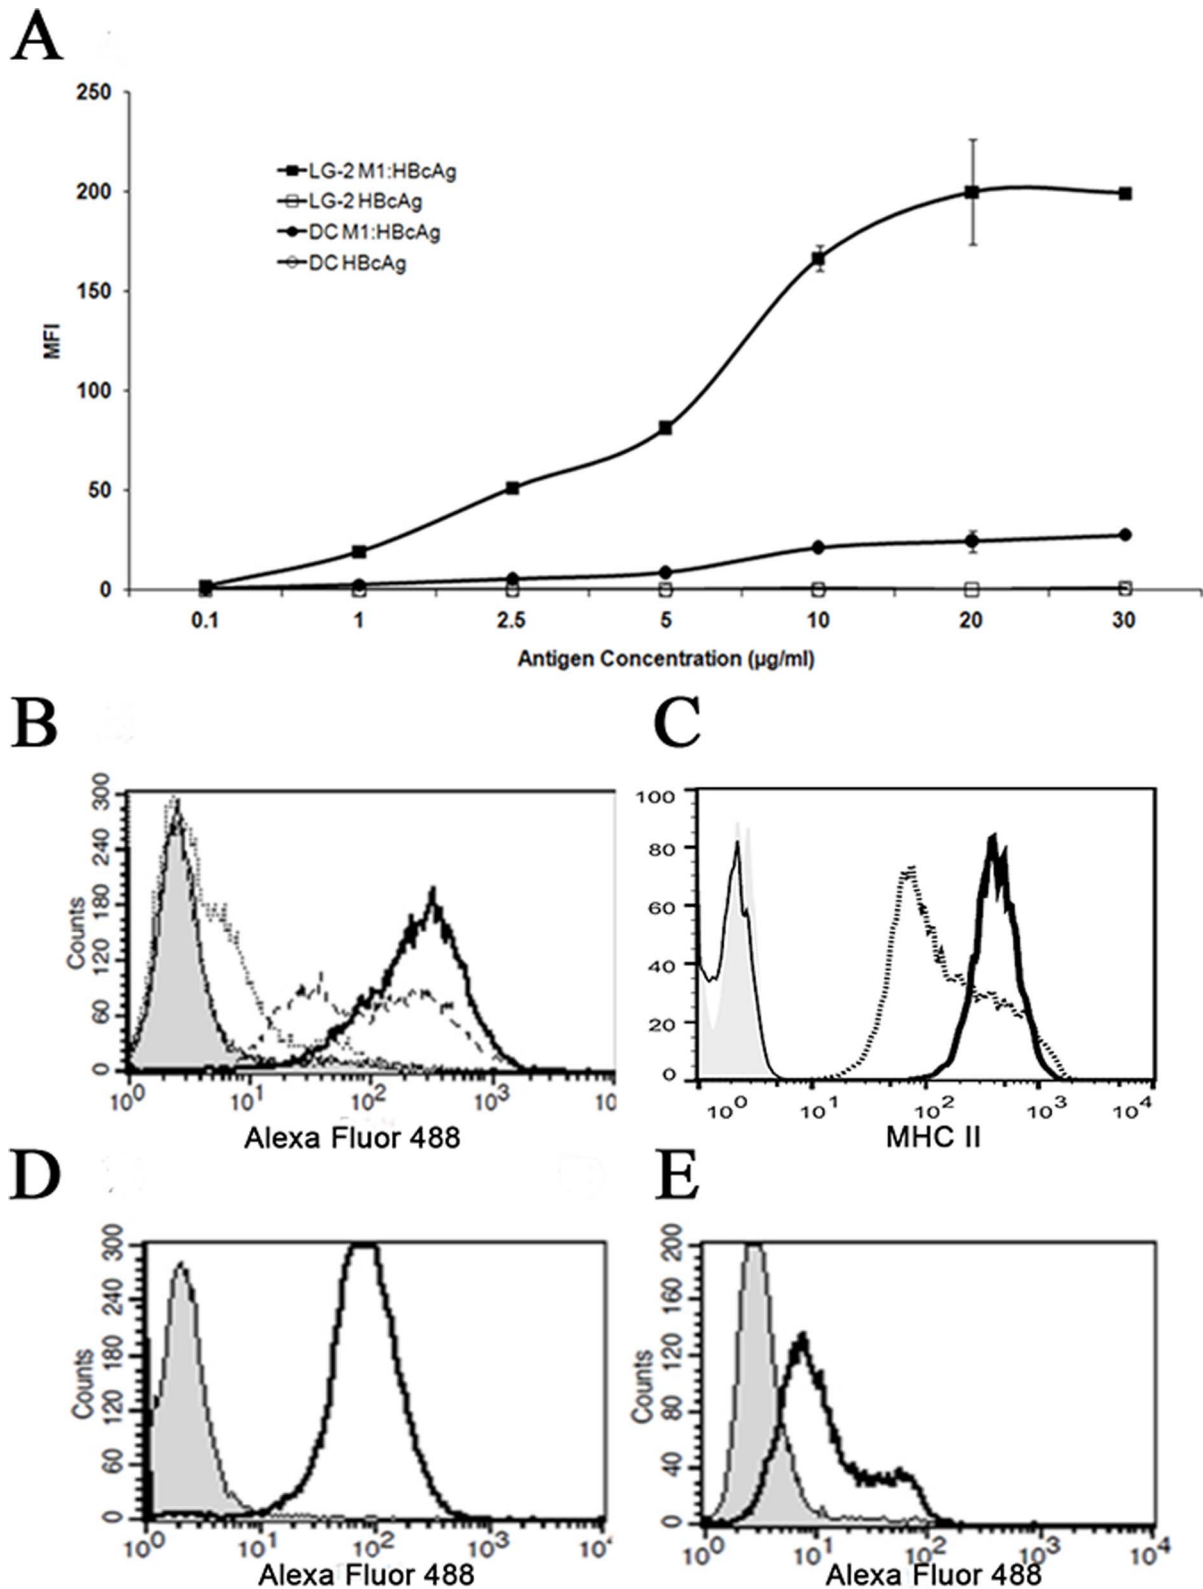 A
250
200
150
100
50
0
MFI
LG-2 M1:HBcAg
LG-2 HBcAg
DC M1:HBcAg
DC HBcAg
0.1 1 2.5 5 10 20 30
Antigen Concentration (µg/ml)
B
300
240
180
120
60
0
Counts
10⁰ 10¹ 10² 10³ 10
Alexa Fluor 488
C
100
80
60
40
20
0
10⁰ 10¹ 10² 10³ 10⁴
MHC II
D
300
240
180
120
60
0
Counts
10⁰ 10¹ 10² 10³ 10⁴
Alexa Fluor 488
E
200
160
120
80
40
0
Counts
10⁰ 10¹ 10² 10³ 10⁴
Alexa Fluor 488